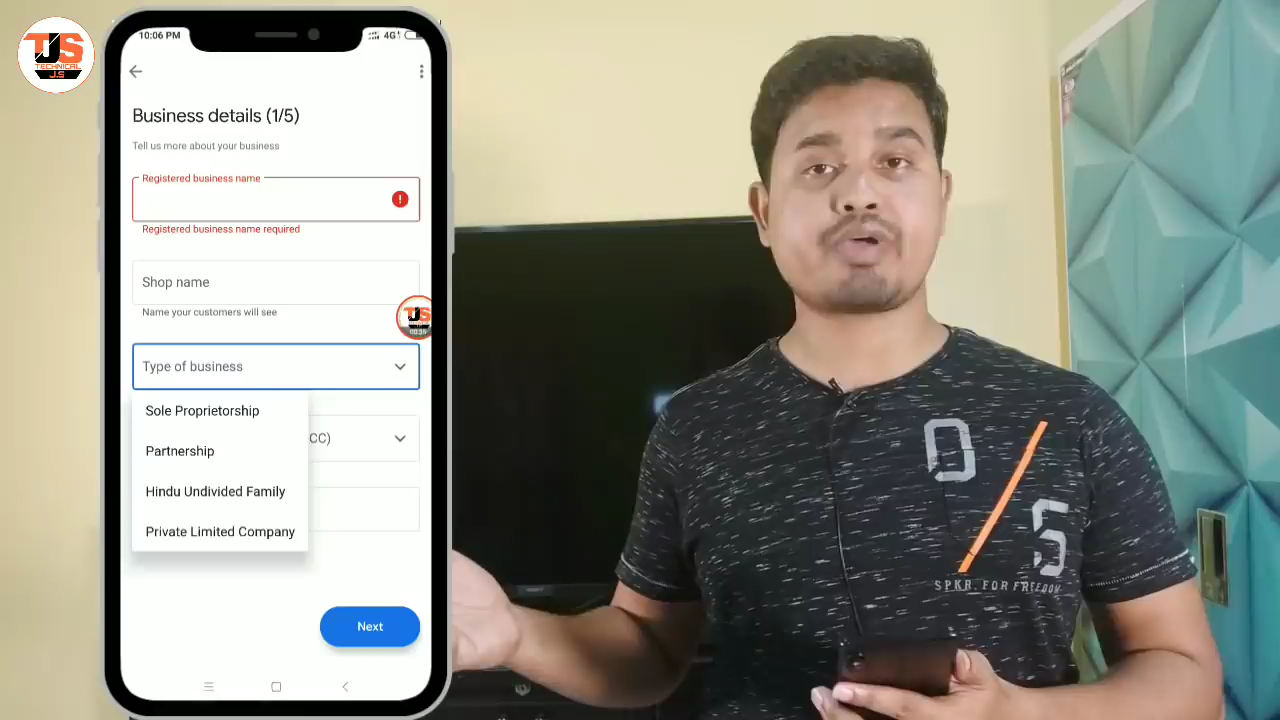 TJS
TECHNICAL
J.S
10:06 PM
4G
Business details (1/5)
Tell us more about your business
Registered business name
!
Registered business name required
Shop name
Name your customers will see
TJS
Type of business
Sole Proprietorship
CC)
Partnership
Hindu Undivided Family
Private Limited Company
Next
0
5
SPKR. FOR FREEDOM